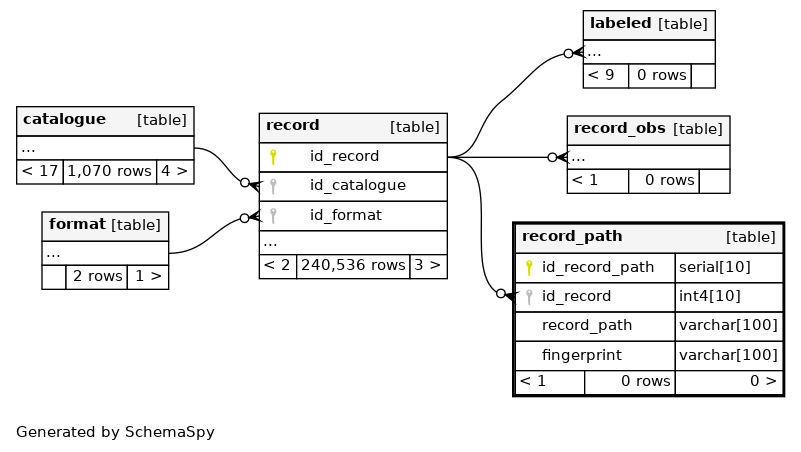 labeled [table]
...
< 9 0 rows
catalogue [table]
...
< 17 1,070 rows 4 >
record [table]
id_record
id_catalogue
id_format
...
< 2 240,536 rows 3 >
record_obs [table]
...
< 1 0 rows
format [table]
...
2 rows 1 >
record_path [table]
id_record_path serial[10]
id_record int4[10]
record_path varchar[100]
fingerprint varchar[100]
< 1 0 rows 0 >
Generated by SchemaSpy